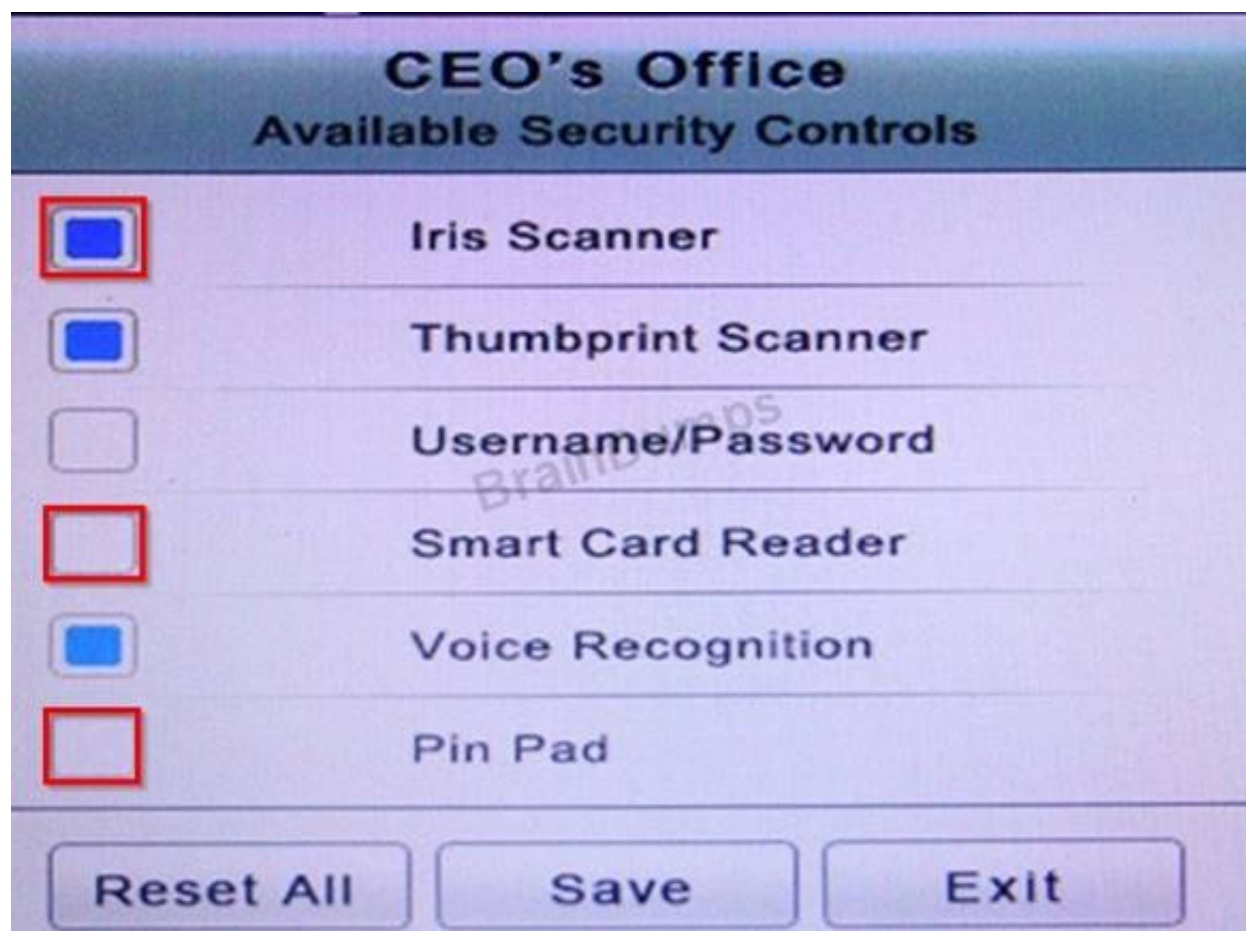 CEO's Office
Available Security Controls
Iris Scanner
Thumbprint Scanner
BrainDumps
Username/Password
Smart Card Reader
Voice Recognition
Pin Pad
Reset All
Save
Exit